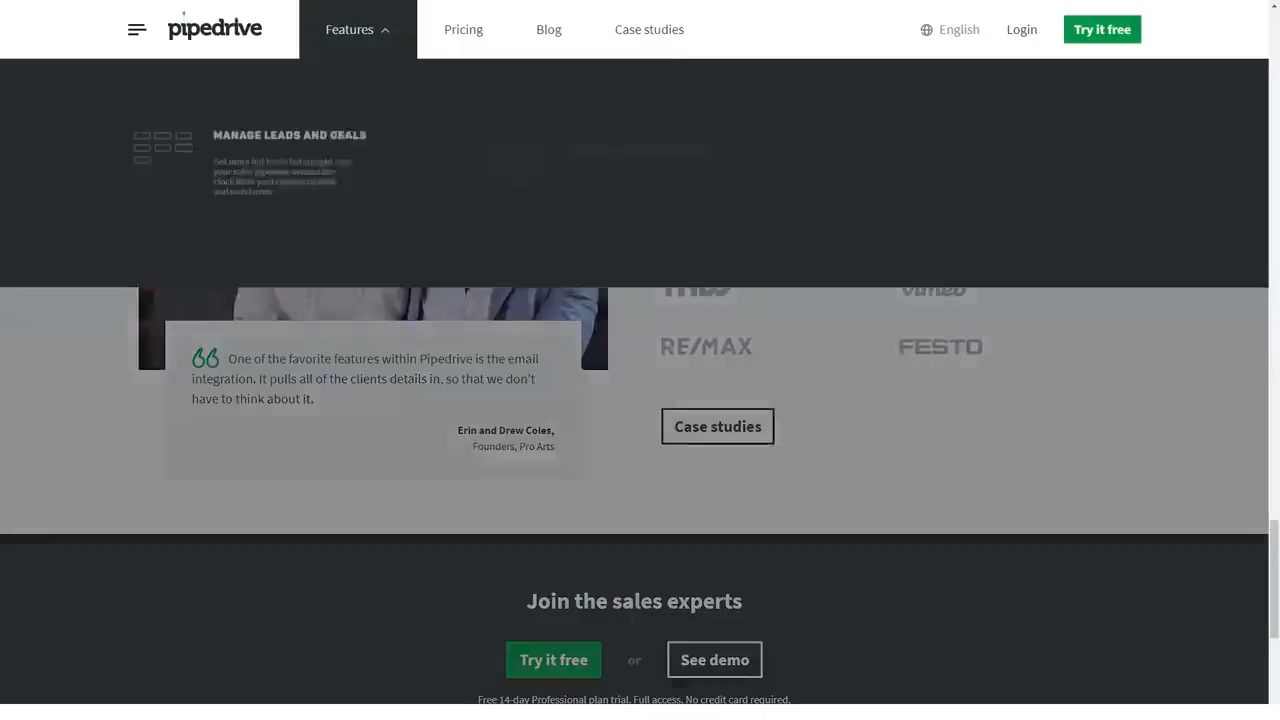 pipedrive
Features
Pricing
Blog
Case studies
English
Login
Try it free
MANAGE LEADS AND DEALS
vimeo
RE/MAX
FESTO
One of the favorite features within Pipedrive is the email
integration. It pulls all of the clients details in, so that we don't
have to think about it.
Erin and Drew Coles,
Founders, Pro Arts
Case studies
Join the sales experts
Try it free
or
See demo
Free 14-day Professional plan trial. Full access. No credit card required.